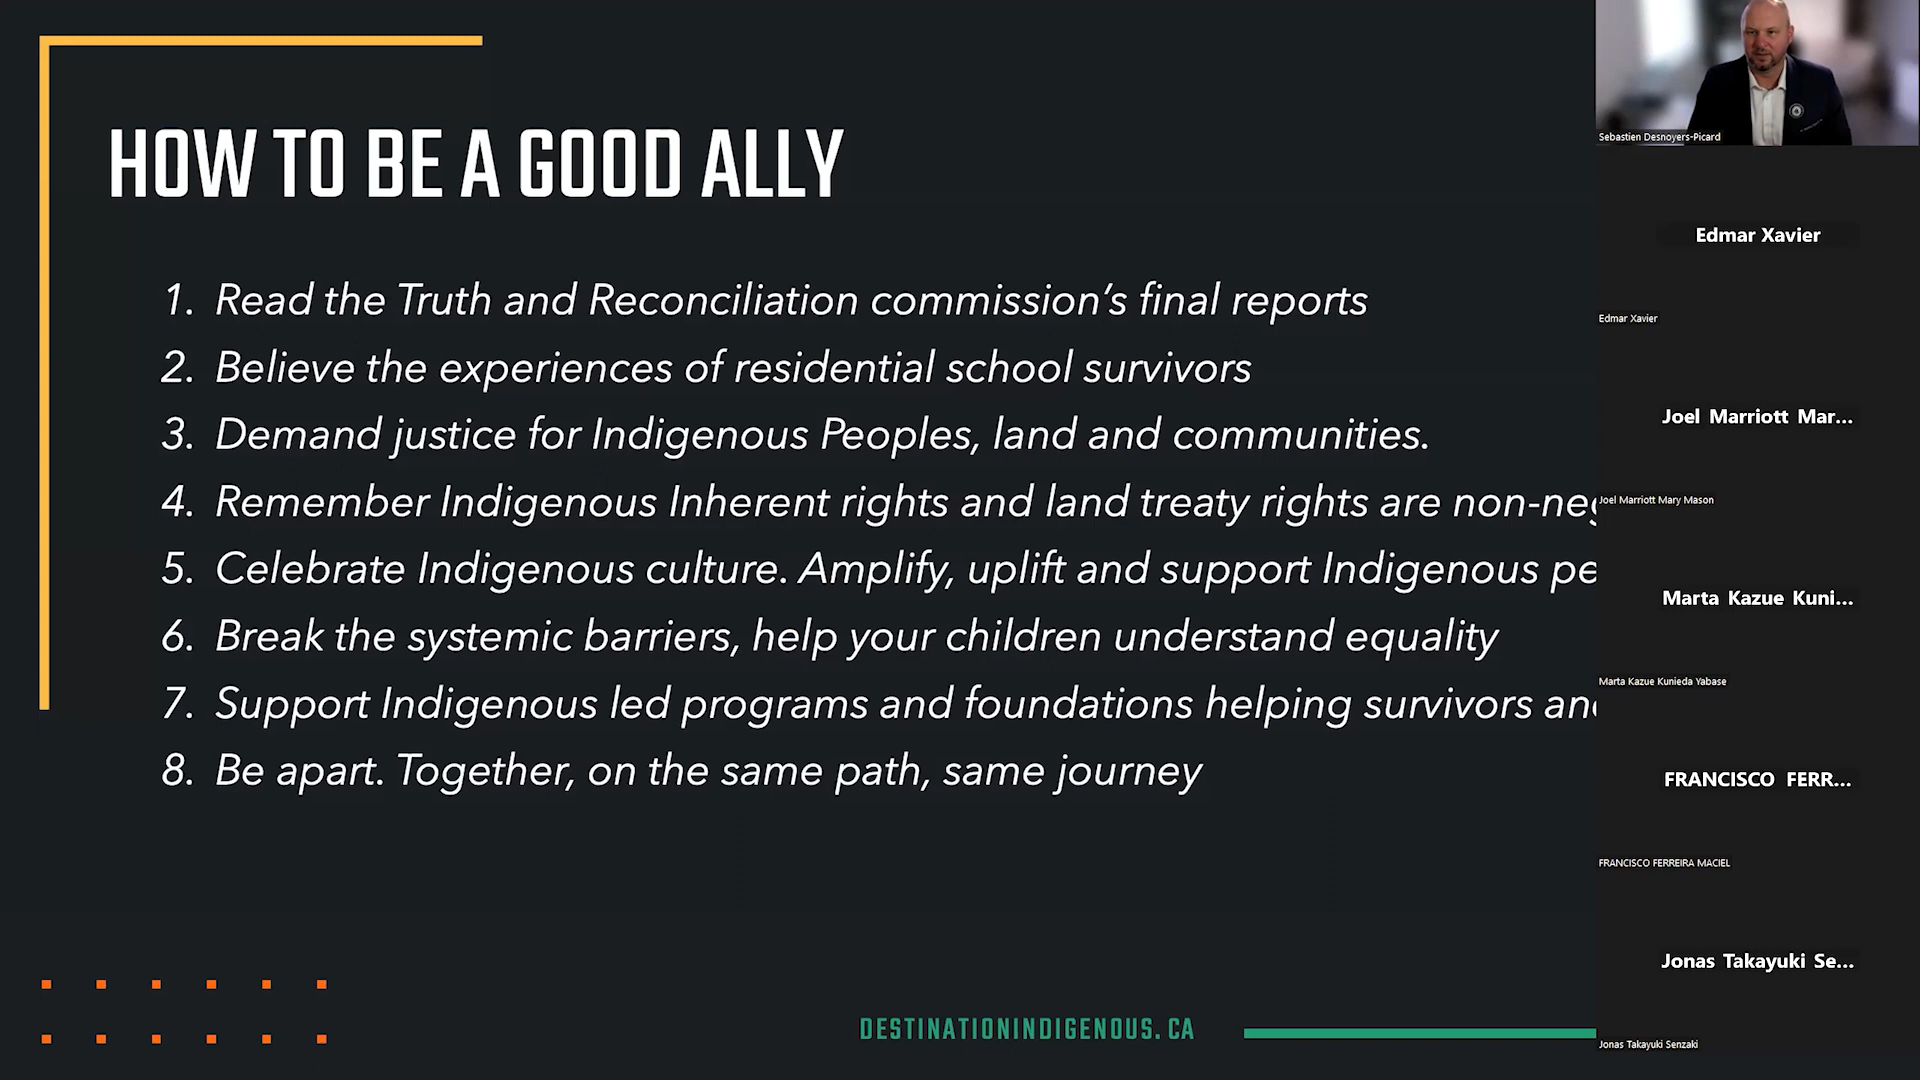 HOW TO BE A GOOD ALLY
1. Read the Truth and Reconciliation commission's final reports
2. Believe the experiences of residential school survivors
3. Demand justice for Indigenous Peoples, land and communities.
4. Remember Indigenous Inherent rights and land treaty rights are
5. Celebrate Indigenous culture. Amplify, uplift and support Indigenous
6. Break the systemic barriers, help your children understand equality
7. Support Indigenous led programs and foundations helping survivors
8. Be apart. Together, on the same path, same journey
DESTINATIONINDIGENOUS.CA
Sebastien Desnoyers-Picard
Edmar Xavier
Edmar Xavier
Joel Marriott Mar...
Joel Marriott Mary Mason
Marta Kazue Kuni...
Marta Kazue Kunieda Yabase
FRANCISCO FERR...
FRANCISCO FERREIRA MACIEL
Jonas Takayuki Se...
Jonas Takayuki Senzaki